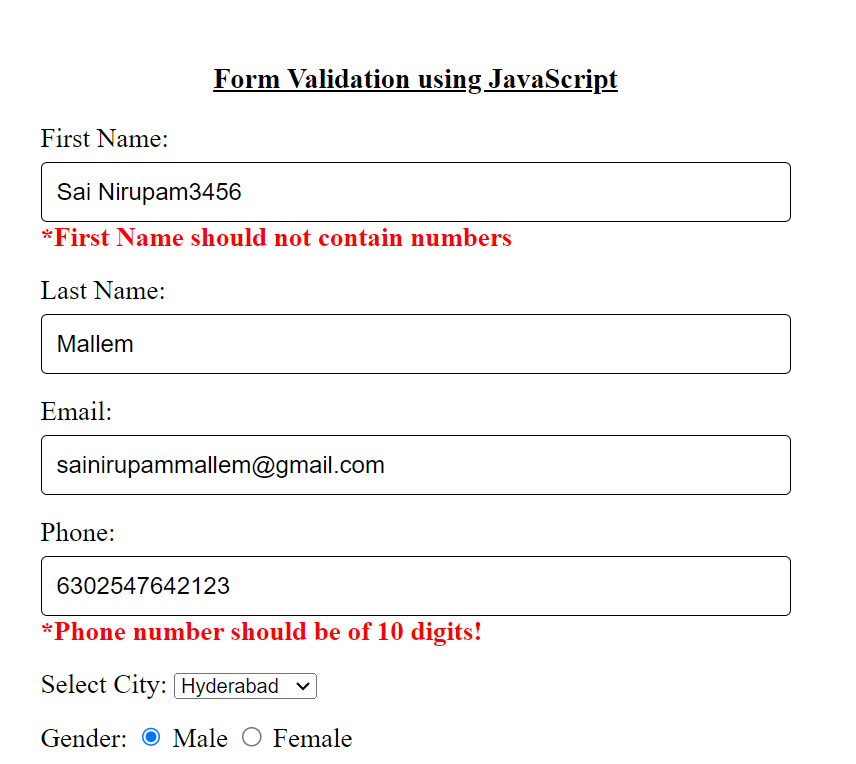 Form Validation using JavaScript
First Name:
Sai Nirupam3456
*First Name should not contain numbers
Last Name:
Mallem
Email:
sainirupammallem@gmail.com
Phone:
6302547642123
*Phone number should be of 10 digits!
Select City: Hyderabad
Gender: Male Female